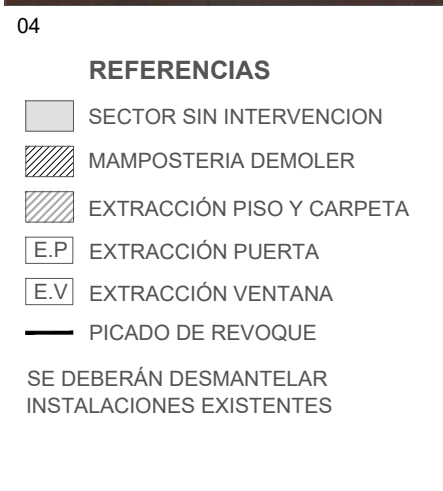 04
REFERENCIAS
SECTOR SIN INTERVENCION
MAMPOSTERIA DEMOLER
EXTRACCIÓN PISO Y CARPETA
E.P EXTRACCIÓN PUERTA
E.V EXTRACCIÓN VENTANA
PICADO DE REVOQUE
SE DEBERÁN DESMANTELAR
INSTALACIONES EXISTENTES